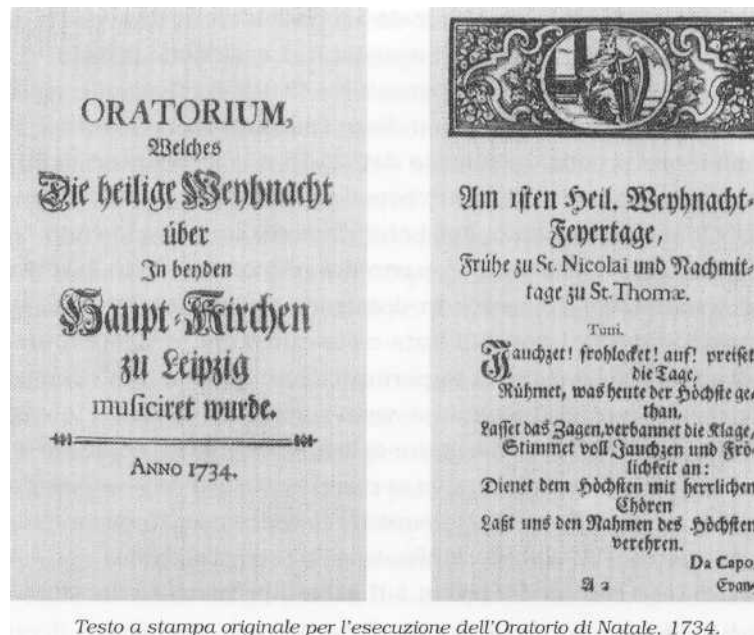 ORATORIUM,
Welches
Die heilige Weyhnacht
über
In beyden
Haupt-Kirchen
zu Leipzig
musiciret wurde.
ANNO 1734.
Am 1sten Heil. Weyhnacht-
Feyertage,
Frühe zu St. Nicolai und Nachmit-
tage zu St. Thomæ.
Tutti.
Jauchzet! frohlocket! auf! preiset
die Tage,
Rühmet, was heute der Höchste ge-
than,
Lasset das Zagen, verbannet die Klage,
Stimmet voll Jauchzen und Frö-
lichkeit an:
Dienet dem Höchsten mit herrlichen
Chören
Laßt uns den Nahmen des Höchsten
verehren.
Da Capo
A 2 Evan-
Testo a stampa originale per l'esecuzione dell'Oratorio di Natale, 1734.